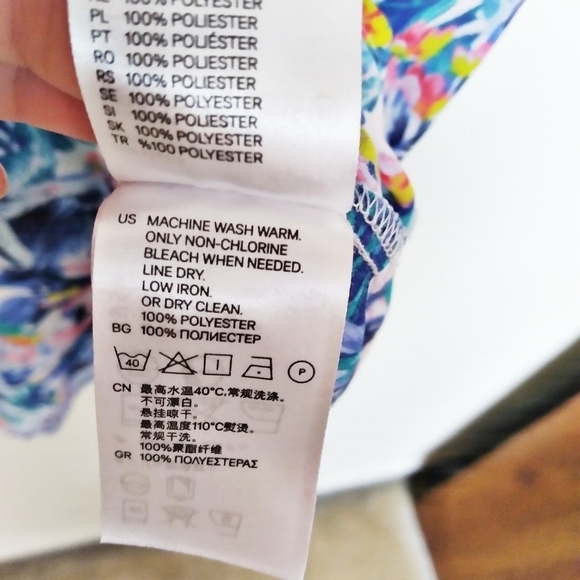 100% POLYESTER
PL 100% POLIESTER
PT 100% POLIÉSTER
RO 100% POLIESTER
RS 100% POLIESTER
SE 100% POLYESTER
SI 100% POLIESTER
SK 100% POLYESTER
TR %100 POLYESTER
US MACHINE WASH WARM.
ONLY NON-CHLORINE
BLEACH WHEN NEEDED.
LINE DRY.
LOW IRON.
OR DRY CLEAN.
100% POLYESTER
BG 100% ПОЛИЕСТЕР
40 P
CN 最高水温40°C,常规洗涤。
不可漂白。
悬挂晾干。
最高温度110°C熨烫。
常规干洗。
100%聚酯纤维
GR 100% ΠΟΛΥΕΣΤΕΡΑΣ